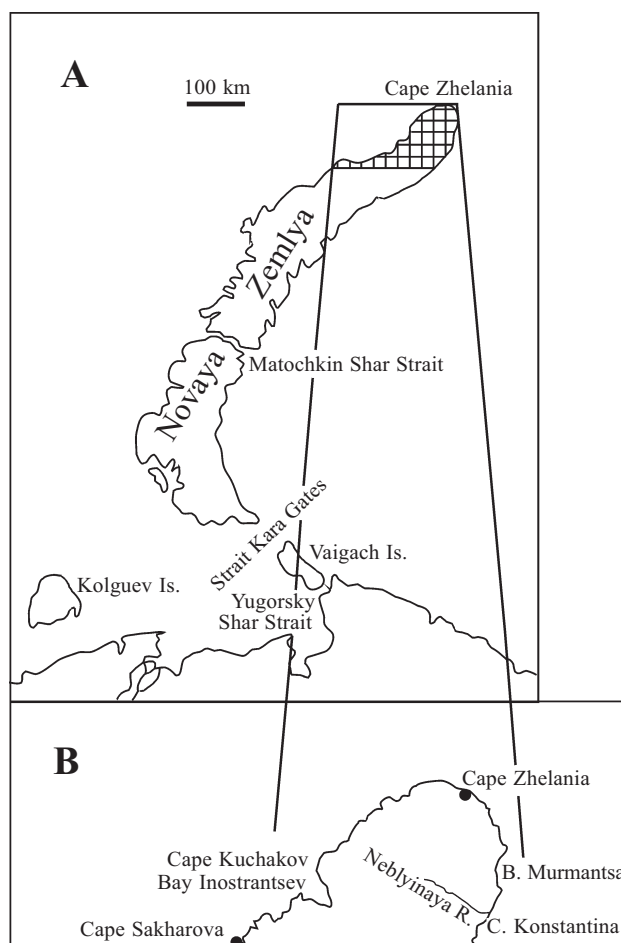 A
100 km
Cape Zhelania
Zemlya
Matochkin Shar Strait
Novaya
Strait Kara Gates
Vaigach Is.
Kolguev Is.
Yugorsky
Shar Strait
B
Cape Zhelania
Cape Kuchakov
Bay Inostrantsev
B. Murmantsa
Neblyinaya R.
Cape Sakharova
C. Konstantina